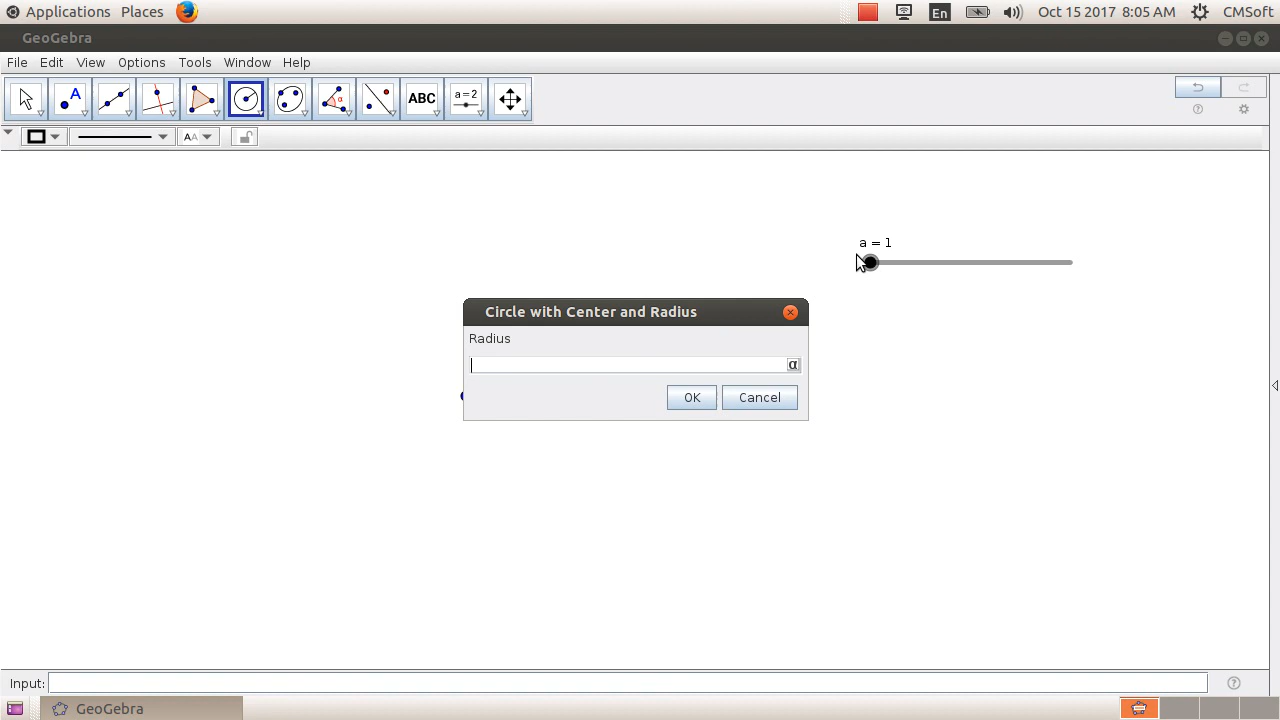 Applications Places En Oct 15 2017 8:05 AM CMSoft
GeoGebra
File Edit View Options Tools Window Help
A α ABC a=2
AA
a = 1
Circle with Center and Radius
Radius
α
OK Cancel
Input:
GeoGebra